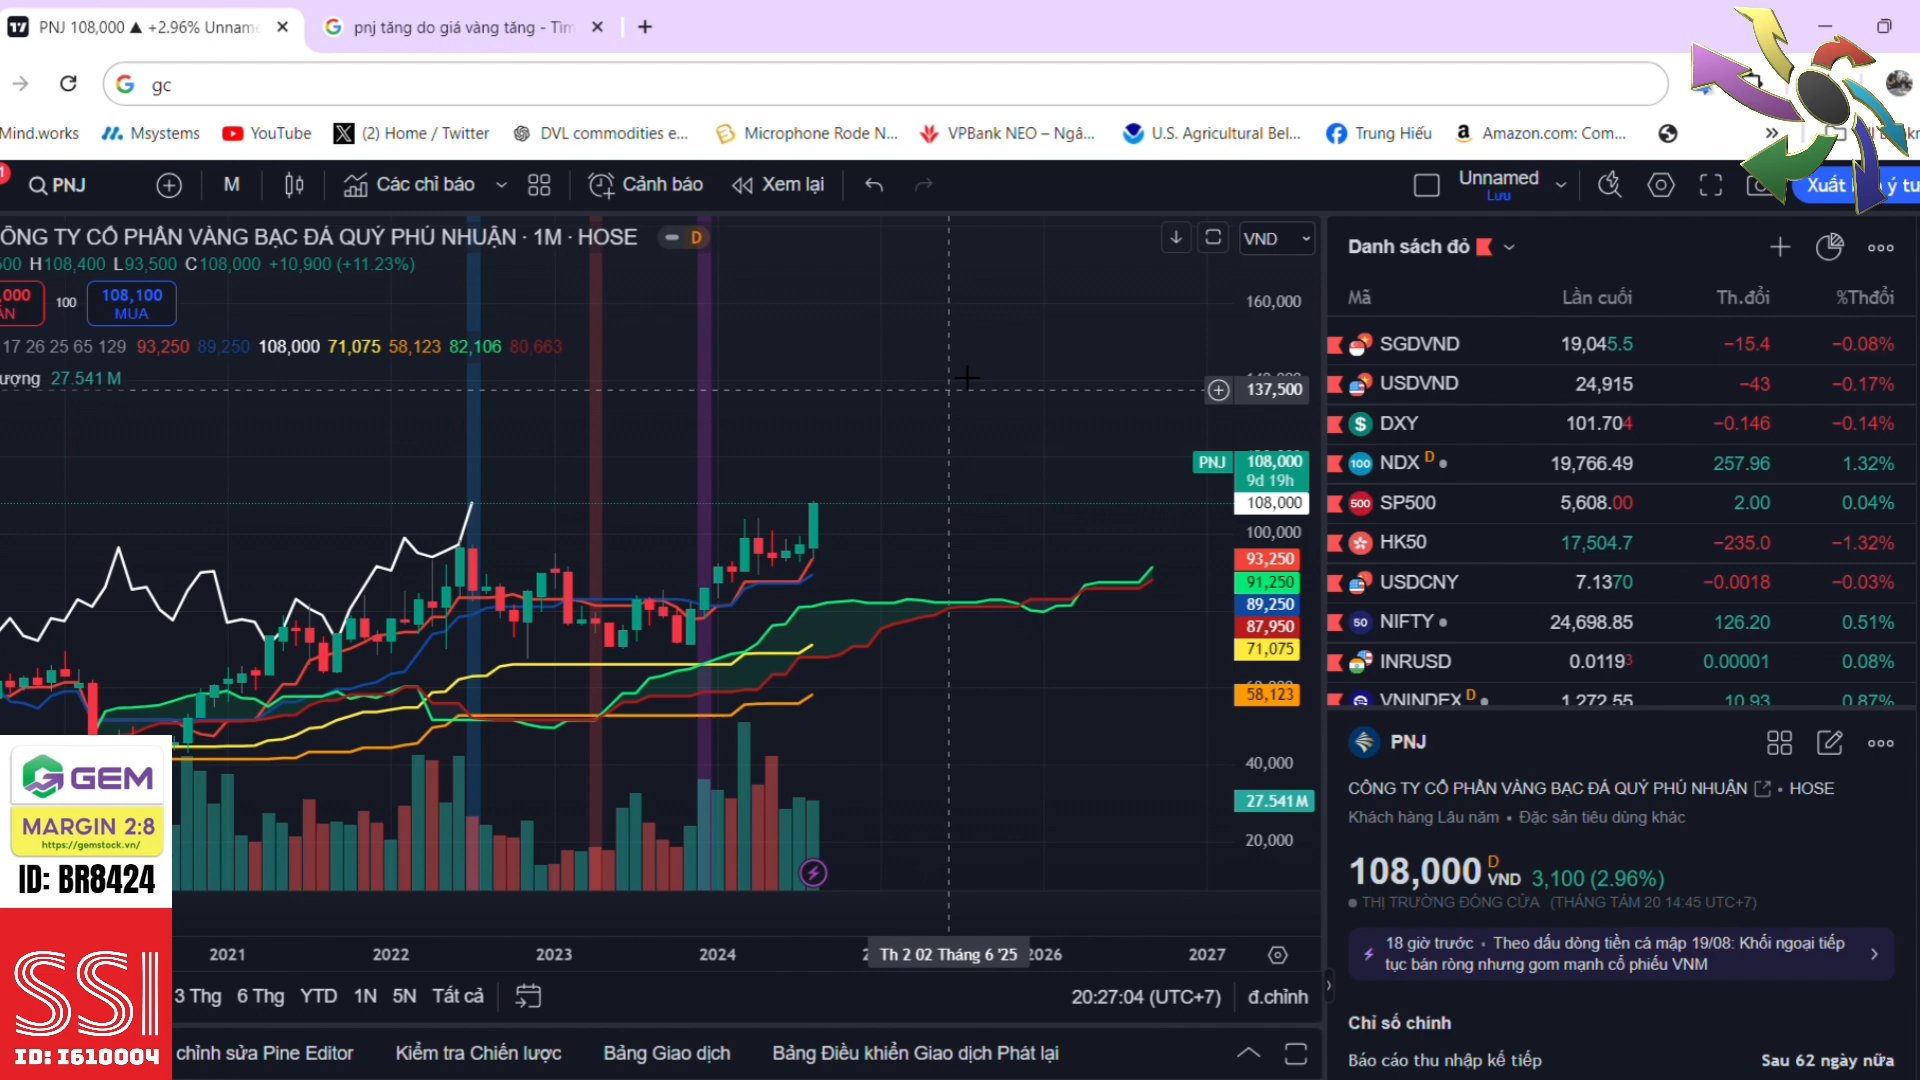 PNJ 108,000 ▲ +2.96% Unname
pnj tăng do giá vàng tăng - Tìm
gc
Mind.works
Msystems
YouTube
(2) Home / Twitter
DVL commodities e...
Microphone Rode N...
VPBank NEO – Ngâ...
U.S. Agricultural Bel...
Trung Hiếu
Amazon.com: Com...
PNJ
M
Các chỉ báo
Cảnh báo
Xem lại
Unnamed
Lưu
Xuất
ý tư
ÔNG TY CỔ PHẦN VÀNG BẠC ĐÁ QUÝ PHÚ NHUẬN · 1M · HOSE
D
500 H108,400 L93,500 C108,000 +10,900 (+11.23%)
,000
ÁN
100
108,100
MUA
17 26 25 65 129 93,250 89,250 108,000 71,075 58,123 82,106 80,663
ượng 27.541 M
VND
160,000
137,500
PNJ
108,000
9d 19h
108,000
100,000
93,250
91,250
89,250
87,950
71,075
58,123
40,000
27.541M
20,000
2021
2022
2023
2024
Th 2 02 Tháng 6 '25
2026
2027
3 Thg
6 Thg
YTD
1N
5N
Tất cả
20:27:04 (UTC+7)
đ.chỉnh
chỉnh sửa Pine Editor
Kiểm tra Chiến lược
Bảng Giao dịch
Bảng Điều khiển Giao dịch Phát lại
Danh sách đỏ
Mã Lần cuối Th.đổi %Thđổi
SGDVND 19,045.5 −15.4 −0.08%
USDVND 24,915 −43 −0.17%
DXY 101.704 −0.146 −0.14%
NDX D 19,766.49 257.96 1.32%
SP500 5,608.00 2.00 0.04%
HK50 17,504.7 −235.0 −1.32%
USDCNY 7.1370 −0.0018 −0.03%
NIFTY 24,698.85 126.20 0.51%
INRUSD 0.01193 0.00001 0.08%
VNINDEX D 1,272.55 10.93 0.87%
PNJ
CÔNG TY CỔ PHẦN VÀNG BẠC ĐÁ QUÝ PHÚ NHUẬN • HOSE
Khách hàng Lâu năm • Đặc sản tiêu dùng khác
108,000 D VND 3,100 (2.96%)
THỊ TRƯỜNG ĐÓNG CỬA (THÁNG TÁM 20 14:45 UTC+7)
18 giờ trước • Theo dấu dòng tiền cá mập 19/08: Khối ngoại tiếp
tục bán ròng nhưng gom mạnh cổ phiếu VNM
Chỉ số chính
Báo cáo thu nhập kế tiếp
Sau 62 ngày nữa
GEM
MARGIN 2:8
https://gemstock.vn/
ID: BR8424
SSI
ID: I610004